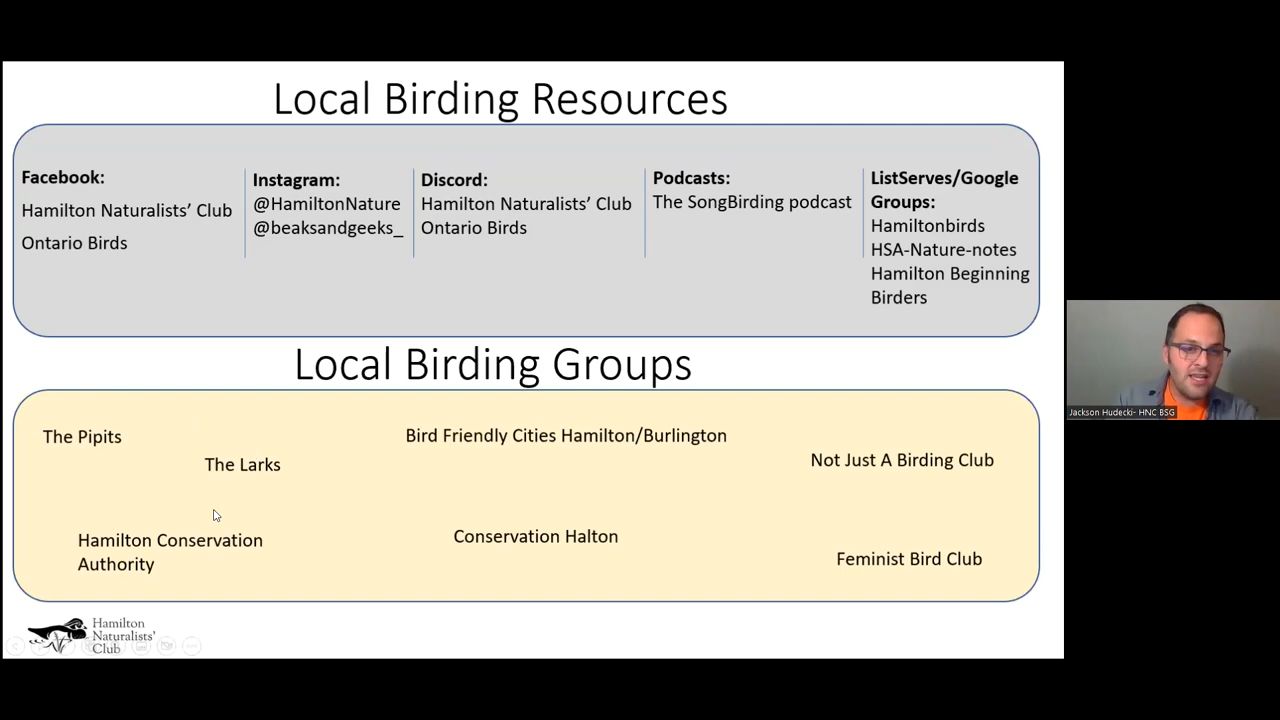 Local Birding Resources
Facebook:
Hamilton Naturalists’ Club
Ontario Birds
Instagram:
@HamiltonNature
@beaksandgeeks_
Discord:
Hamilton Naturalists’ Club
Ontario Birds
Podcasts:
The SongBirding podcast
ListServes/Google
Groups:
Hamiltonbirds
HSA-Nature-notes
Hamilton Beginning
Birders
Local Birding Groups
The Pipits
The Larks
Bird Friendly Cities Hamilton/Burlington
Not Just A Birding Club
Hamilton Conservation
Authority
Conservation Halton
Feminist Bird Club
Hamilton
Naturalists’
Club
Jackson Hudecki- HNC BSG